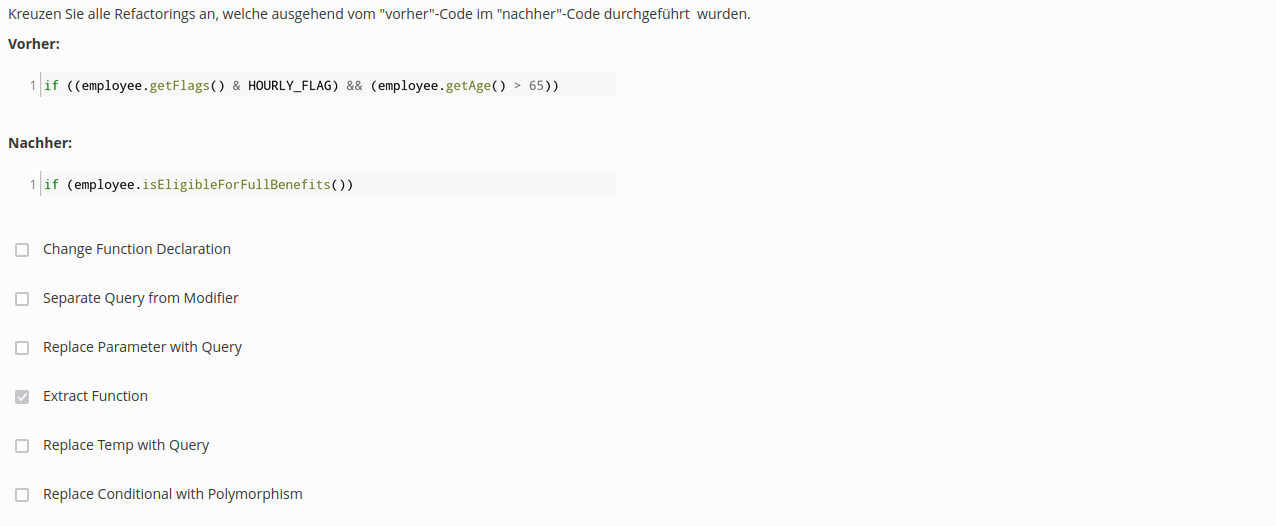 Kreuzen Sie alle Refactorings an, welche ausgehend vom "vorher"-Code im "nachher"-Code durchgeführt  wurden.
Vorher:
1 if ((employee.getFlags() & HOURLY_FLAG) && (employee.getAge() > 65))
Nachher:
1 if (employee.isEligibleForFullBenefits())
Change Function Declaration
Separate Query from Modifier
Replace Parameter with Query
Extract Function
Replace Temp with Query
Replace Conditional with Polymorphism